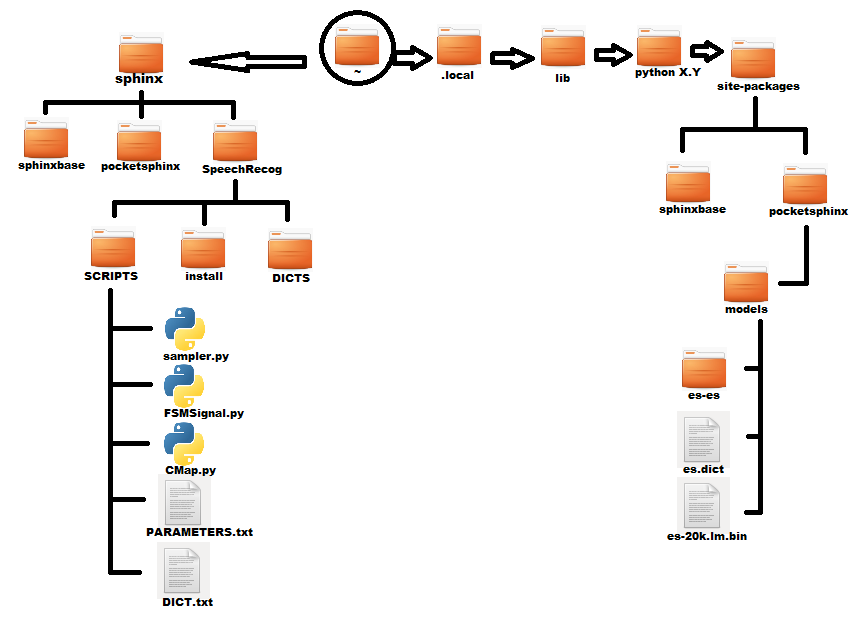 sphinx
~
.local
lib
python X.Y
site-packages
sphinxbase
pocketsphinx
SpeechRecog
sphinxbase
pocketsphinx
SCRIPTS
install
DICTS
models
sampler.py
FSMSignal.py
CMap.py
PARAMETERS.txt
DICT.txt
es-es
es.dict
es-20k.lm.bin